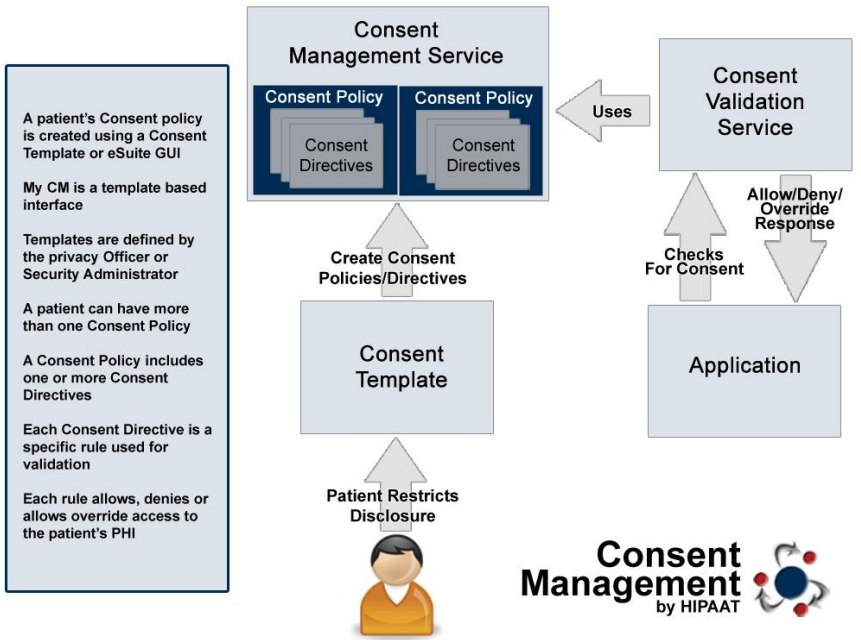 Consent
Management Service
Consent Policy
Consent
Directives
Consent Policy
Consent
Directives
Uses
Consent
Validation
Service
A patient's Consent policy
is created using a Consent
Template or eSuite GUI
My CM is a template based
interface
Templates are defined by
the privacy Officer or
Security Administrator
A patient can have more
than one Consent Policy
A Consent Policy includes
one or more Consent
Directives
Each Consent Directive is a
specific rule used for
validation
Each rule allows, denies or
allows override access to
the patient's PHI
Create Consent
Policies/Directives
Checks
For Consent
Allow/Deny/
Override
Response
Consent
Template
Application
Patient Restricts
Disclosure
Consent
Management
by HIPAAT